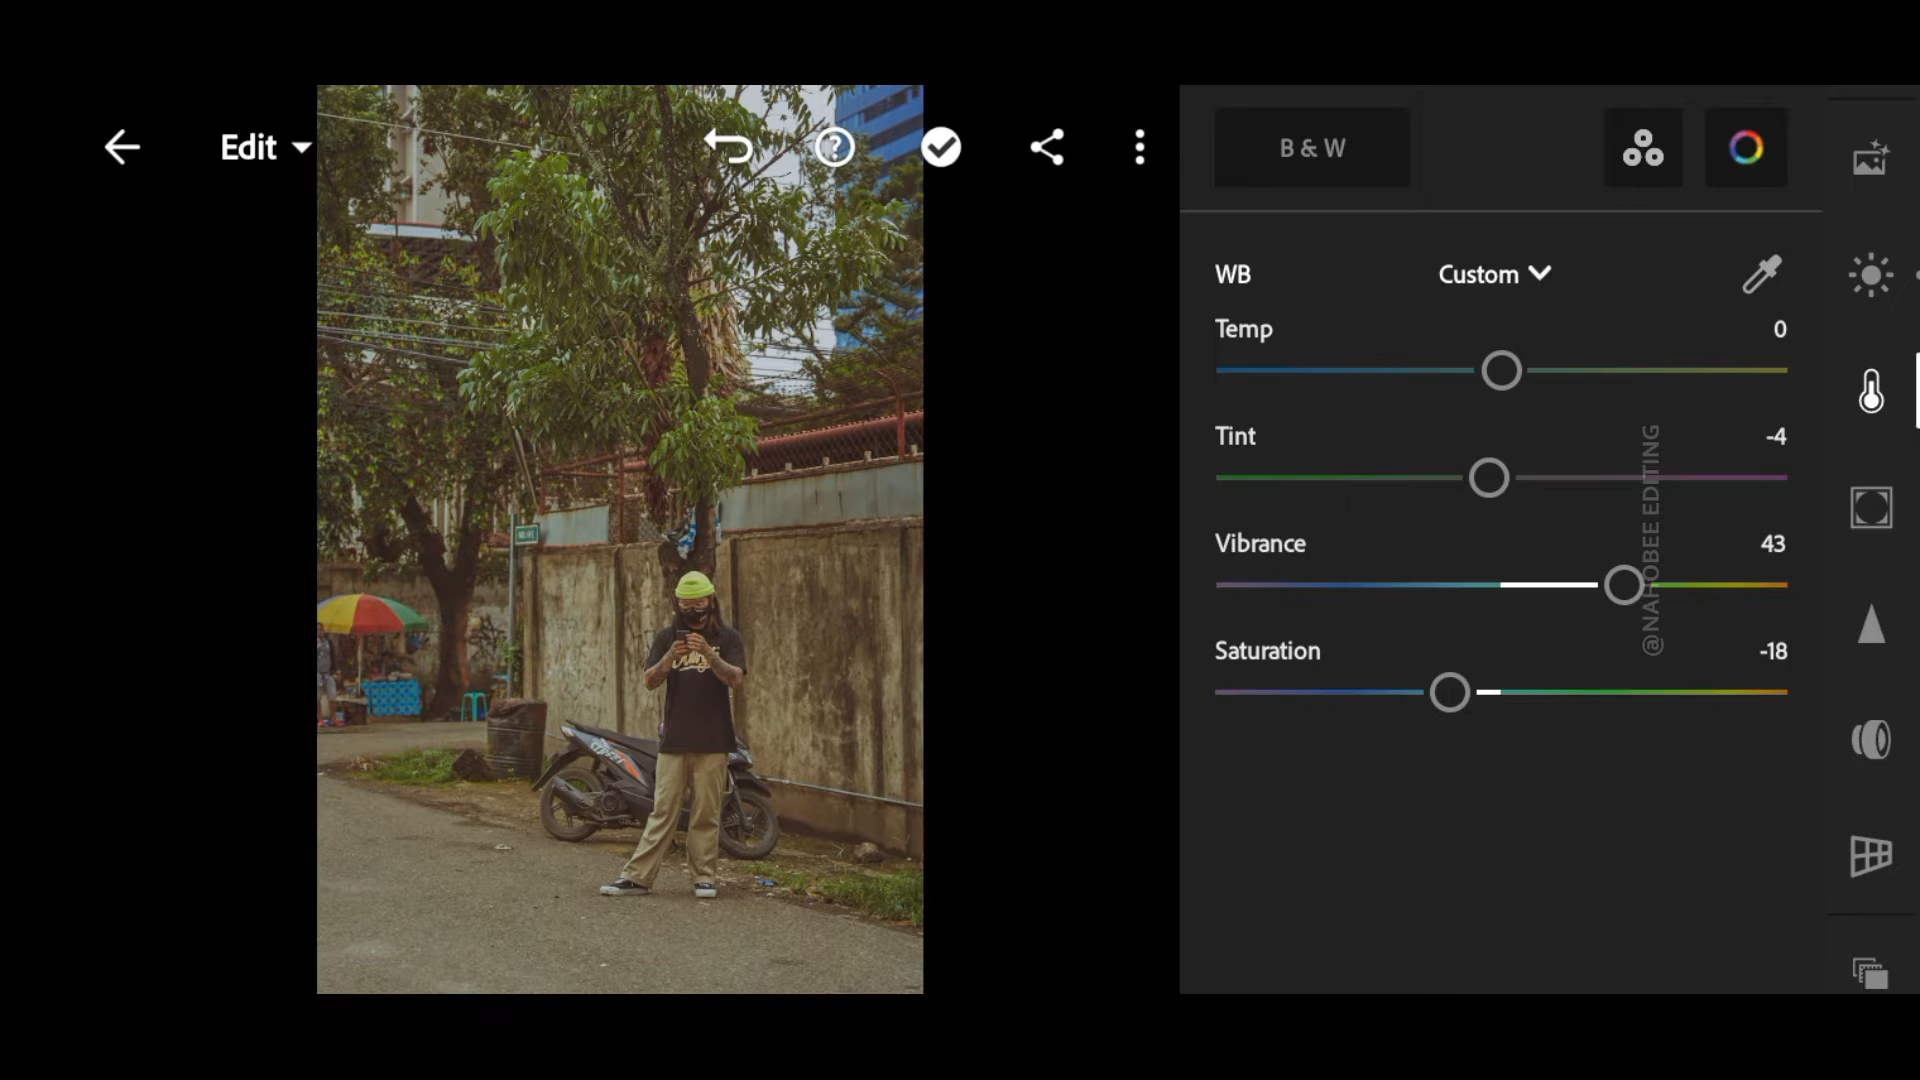 Edit
B & W
WB
Custom
Temp
0
Tint
-4
Vibrance
43
Saturation
-18
@NAHOBEE EDITING